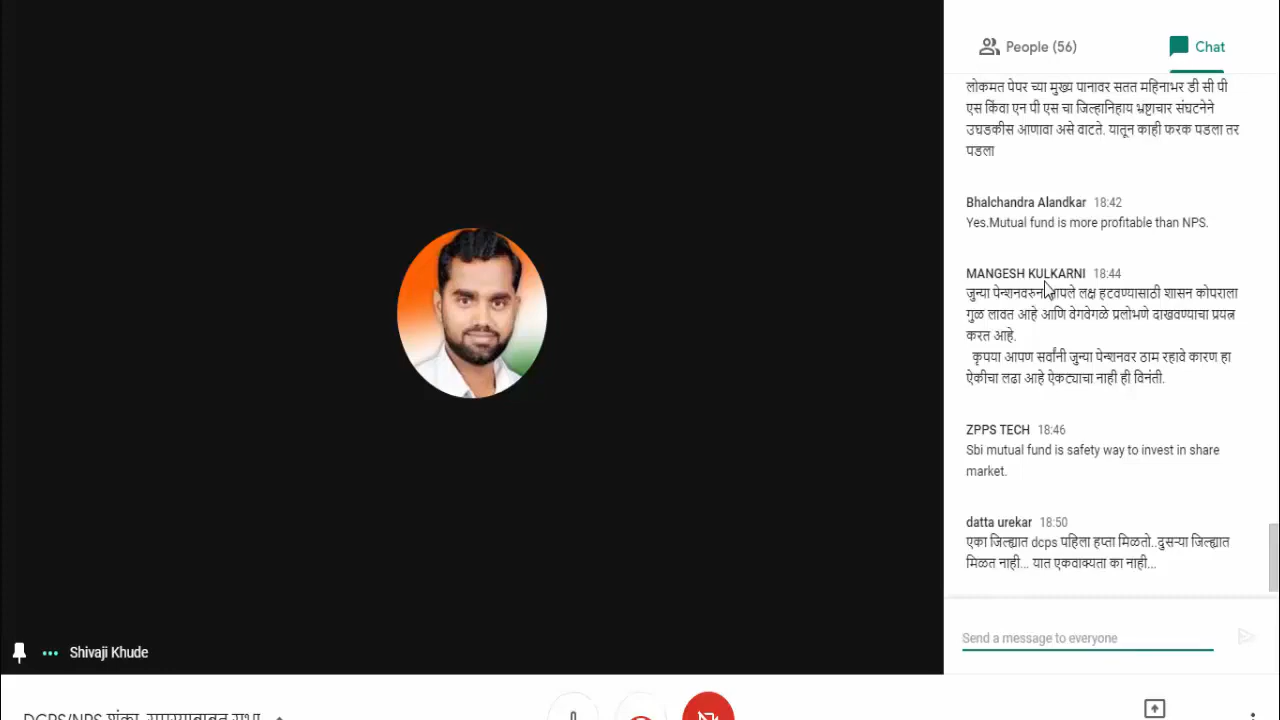 People (56)
Chat
लोकमत पेपर च्या मुख्य पानावर सतत महिनाभर डी सी पी
एस किंवा एन पी एस चा जिल्हानिहाय भ्रष्टाचार संघटनेने
उघडकीस आणावा असे वाटते. यातून काही फरक पडला तर
पडला
Bhalchandra Alandkar 18:42
Yes.Mutual fund is more profitable than NPS.
MANGESH KULKARNI 18:44
जुन्या पेन्शनवरुन आपले लक्ष हटवण्यासाठी शासन कोपराला
गुळ लावत आहे आणि वेगवेगळे प्रलोभणे दाखवण्याचा प्रयत्न
करत आहे.
कृपया आपण सर्वांनी जुन्या पेन्शनवर ठाम रहावे कारण हा
ऐकीचा लढा आहे ऐकट्याचा नाही ही विनंती.
ZPPS TECH 18:46
Sbi mutual fund is safety way to invest in share
market.
datta urekar 18:50
एका जिल्ह्यात dcps पहिला हप्ता मिळतो..दुसऱ्या जिल्ह्यात
मिळत नाही... यात एकवाक्यता का नाही...
Send a message to everyone
Shivaji Khude
DCPS/NPS शंका